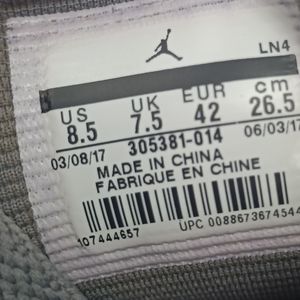 LN4
US UK EUR cm
8.5 7.5 42 26.5
03/08/17 06/03/17
305381-014
MADE IN CHINA
FABRIQUE EN CHINE
107444657
UPC 00886736745​44